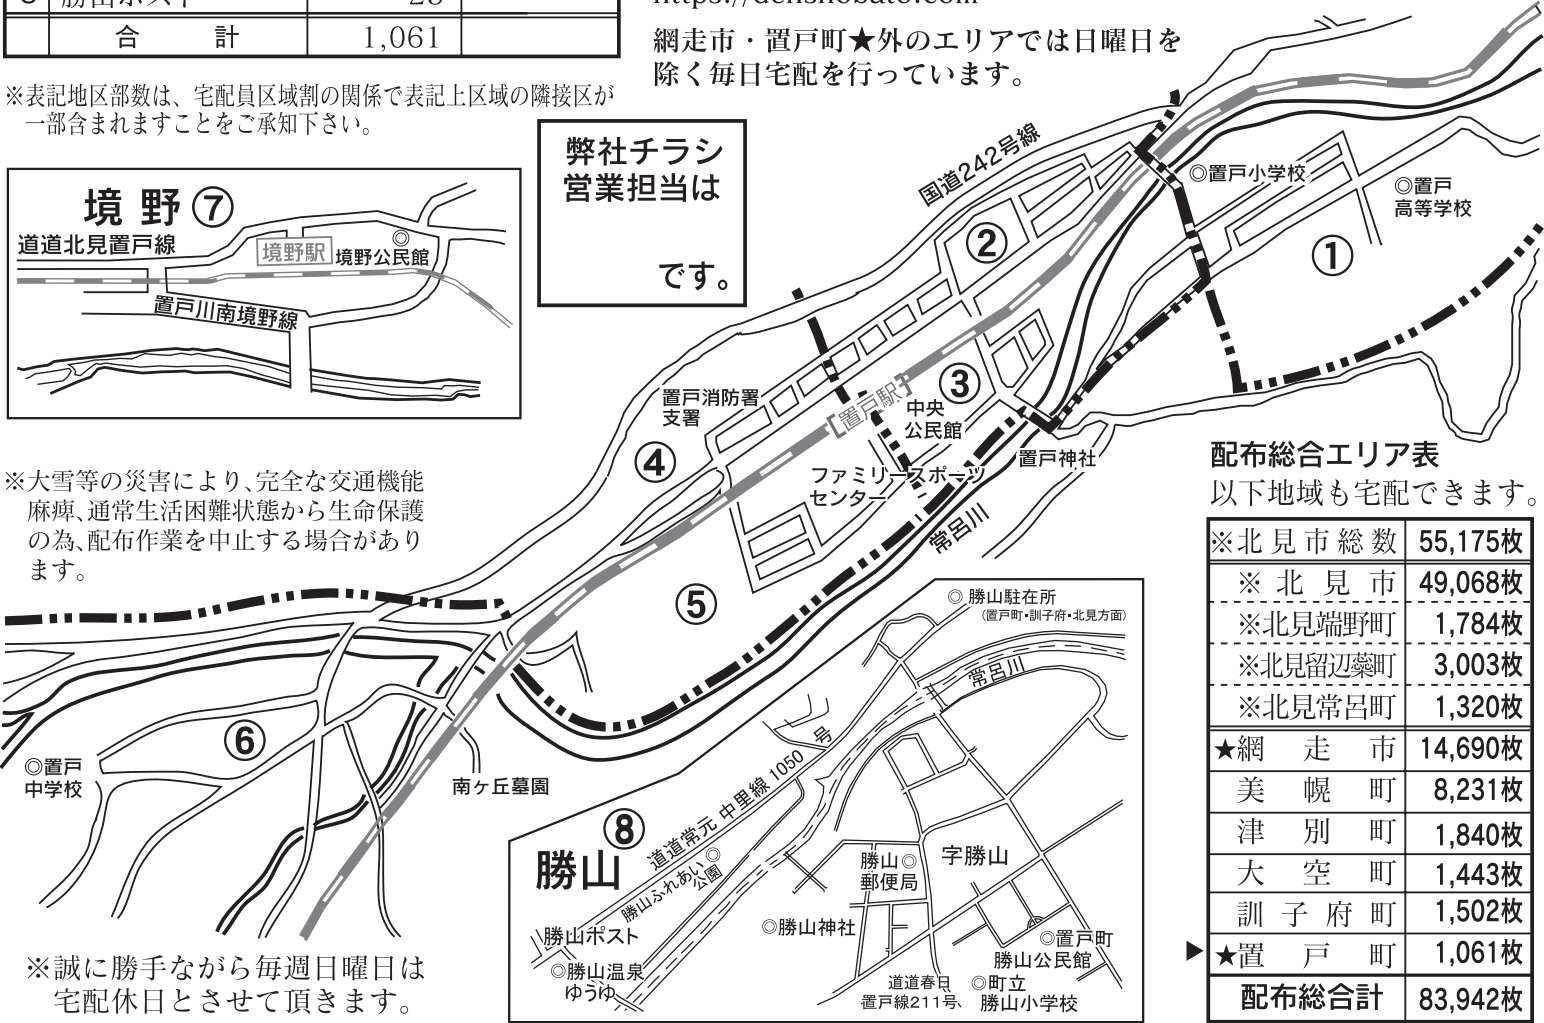 合計 1,061
※表記地区部数は、宅配員区域割の関係で表記上区域の隣接区が
一部含まれますことをご承知下さい。
網走市・置戸町★外のエリアでは日曜日を
除く毎日宅配を行っています。
弊社チラシ
営業担当は
です。
境野⑦
道道北見置戸線
境野駅
境野公民館
置戸川南境野線
国道242号線
◎置戸小学校
◎置戸
高等学校
①
②
③
置戸消防署
支署
④
置戸駅
中央
公民館
ファミリースポーツ
センター
置戸神社
常呂川
⑤
⑥
◎置戸
中学校
南ヶ丘墓園
※大雪等の災害により、完全な交通機能
麻痺、通常生活困難状態から生命保護
の為、配布作業を中止する場合があり
ます。
※誠に勝手ながら毎週日曜日は
宅配休日とさせて頂きます。
⑧
勝山
◎勝山駐在所
(置戸町・訓子府・北見方面)
常呂川
道道常元 中里線 1050 号
勝山ふれあい
公園◎
勝山◎
郵便局
字勝山
◎勝山神社
勝山ポスト
◎勝山温泉
ゆうゆ
◎置戸町
勝山公民館
道道春日
置戸線211号
◎町立
勝山小学校
配布総合エリア表
以下地域も宅配できます。
※北見市総数 55,175枚
※北見市 49,068枚
※北見端野町 1,784枚
※北見留辺蘂町 3,003枚
※北見常呂町 1,320枚
★網走市 14,690枚
美幌町 8,231枚
津別町 1,840枚
大空町 1,443枚
訓子府町 1,502枚
▶★置戸町 1,061枚
配布総合計 83,942枚